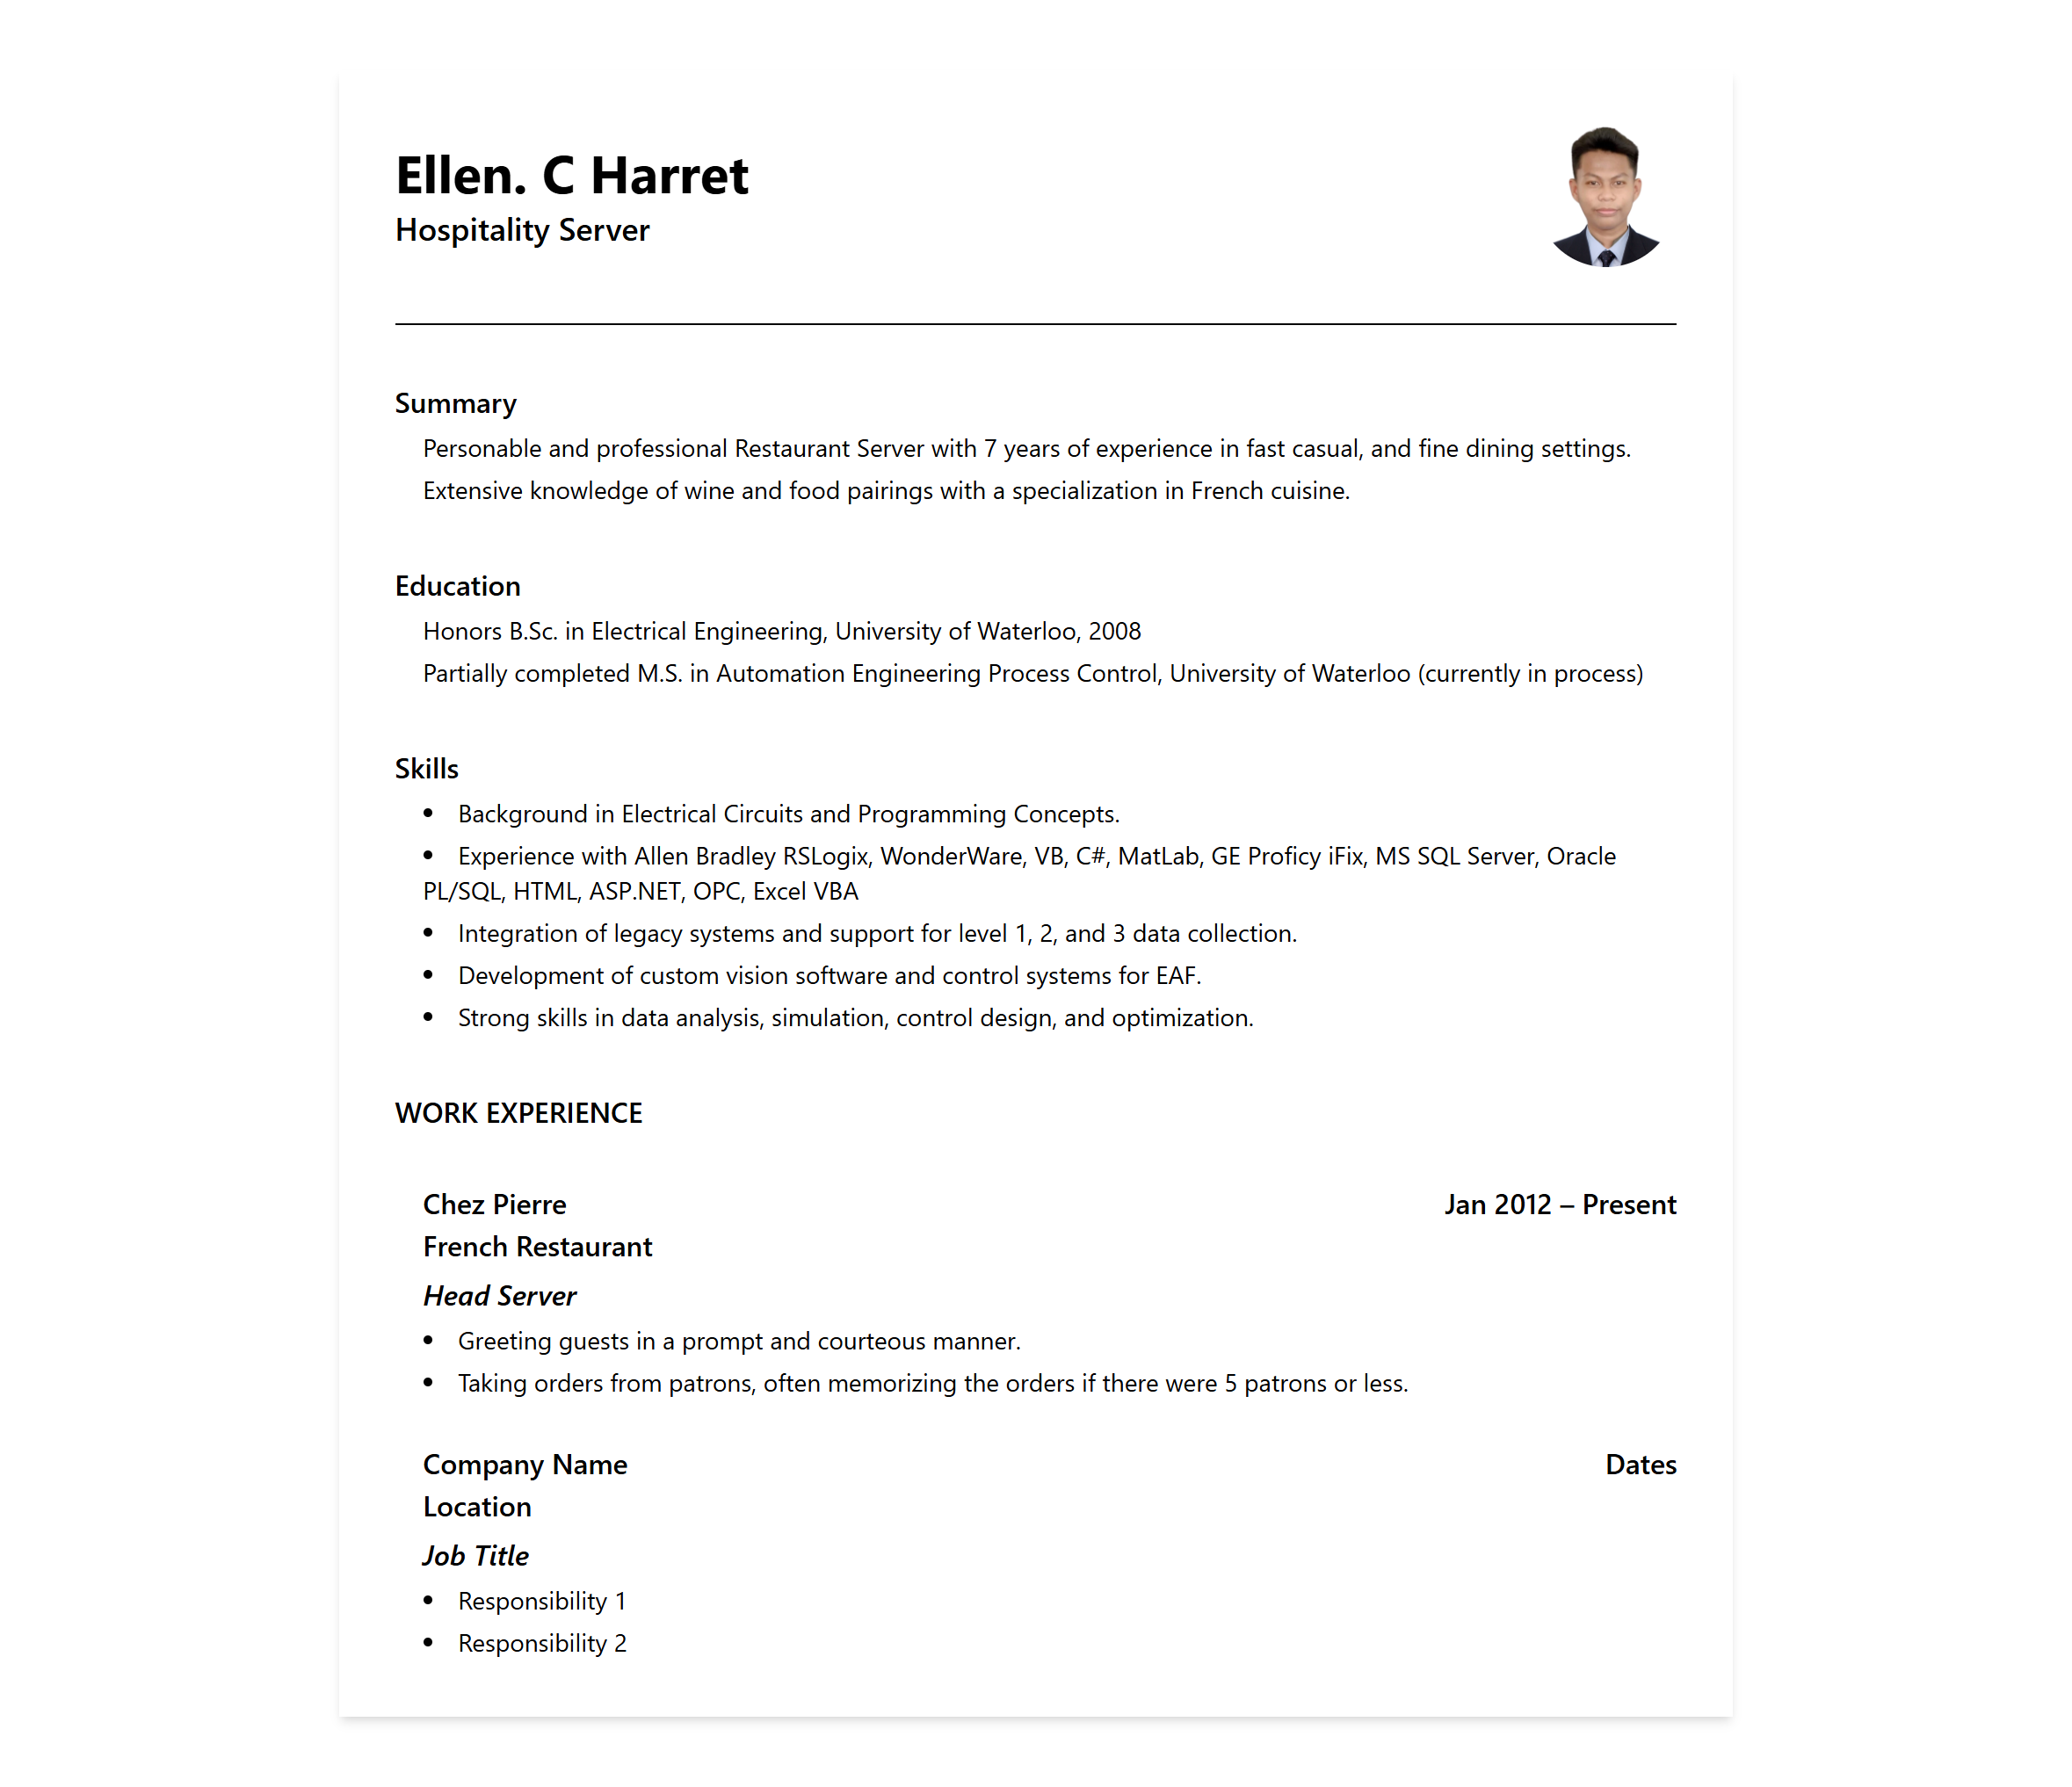 Ellen. C Harret
Hospitality Server
Summary
Personable and professional Restaurant Server with 7 years of experience in fast casual, and fine dining settings.
Extensive knowledge of wine and food pairings with a specialization in French cuisine.
Education
Honors B.Sc. in Electrical Engineering, University of Waterloo, 2008
Partially completed M.S. in Automation Engineering Process Control, University of Waterloo (currently in process)
Skills
• Background in Electrical Circuits and Programming Concepts.
• Experience with Allen Bradley RSLogix, WonderWare, VB, C#, MatLab, GE Proficy iFix, MS SQL Server, Oracle
PL/SQL, HTML, ASP.NET, OPC, Excel VBA
• Integration of legacy systems and support for level 1, 2, and 3 data collection.
• Development of custom vision software and control systems for EAF.
• Strong skills in data analysis, simulation, control design, and optimization.
WORK EXPERIENCE
Chez Pierre Jan 2012 – Present
French Restaurant
Head Server
• Greeting guests in a prompt and courteous manner.
• Taking orders from patrons, often memorizing the orders if there were 5 patrons or less.
Company Name Dates
Location
Job Title
• Responsibility 1
• Responsibility 2